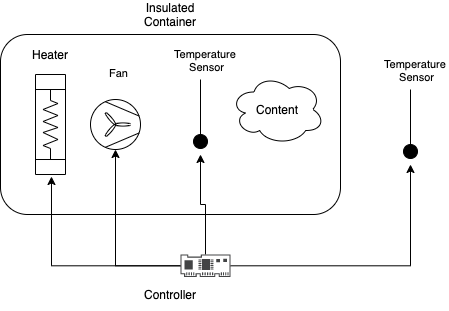 Insulated
Container
Heater
Fan
Temperature
Sensor
Content
Temperature
Sensor
Controller